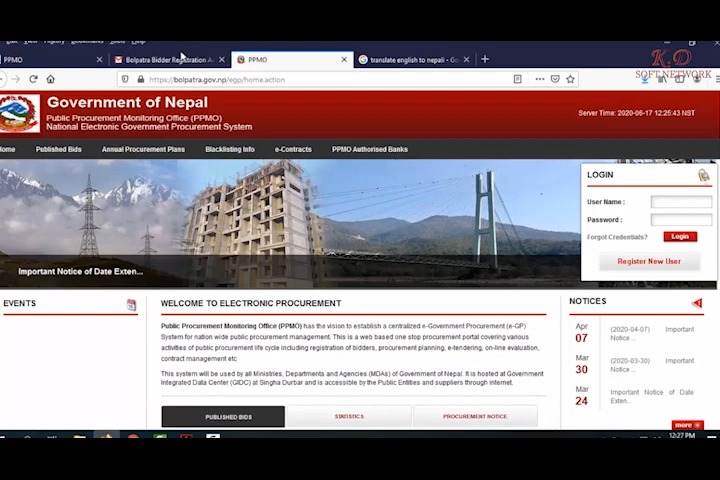 View History Bookmarks Tools Help
PPMO
Bolpatra Bidder Registration Ac
PPMO
translate english to nepali - Go
K.D
SOFT NETWORK
https://bolpatra.gov.np/egp/home.action
Government of Nepal
Public Procurement Monitoring Office (PPMO)
National Electronic Government Procurement System
Server Time: 2020-06-17 12:25:43 NST
Home Published Bids Annual Procurement Plans Blacklisting Info e-Contracts PPMO Authorised Banks
LOGIN
User Name :
Password :
Forgot Credentials? Login
Register New User
Important Notice of Date Exten...
EVENTS
WELCOME TO ELECTRONIC PROCUREMENT
Public Procurement Monitoring Office (PPMO) has the vision to establish a centralized e-Government Procurement (e-GP)
System for nation wide public procurement management. This is a web based one stop procurement portal covering various
activities of public procurement life cycle including registration of bidders, procurement planning, e-tendering, on-line evaluation,
contract management etc
This system will be used by all Ministries, Departments and Agencies (MDAs) of Government of Nepal. It is hosted at Government
Integrated Data Center (GIDC) at Singha Durbar and is accessible by the Public Entities and suppliers through internet.
PUBLISHED BIDS STATISTICS PROCUREMENT NOTICE
NOTICES
Apr
07
(2020-04-07) Important
Notice ...
Mar
30
(2020-03-30) Important
Notice ...
Mar
24
Important Notice of Date
Exten...
more
12:27 PM